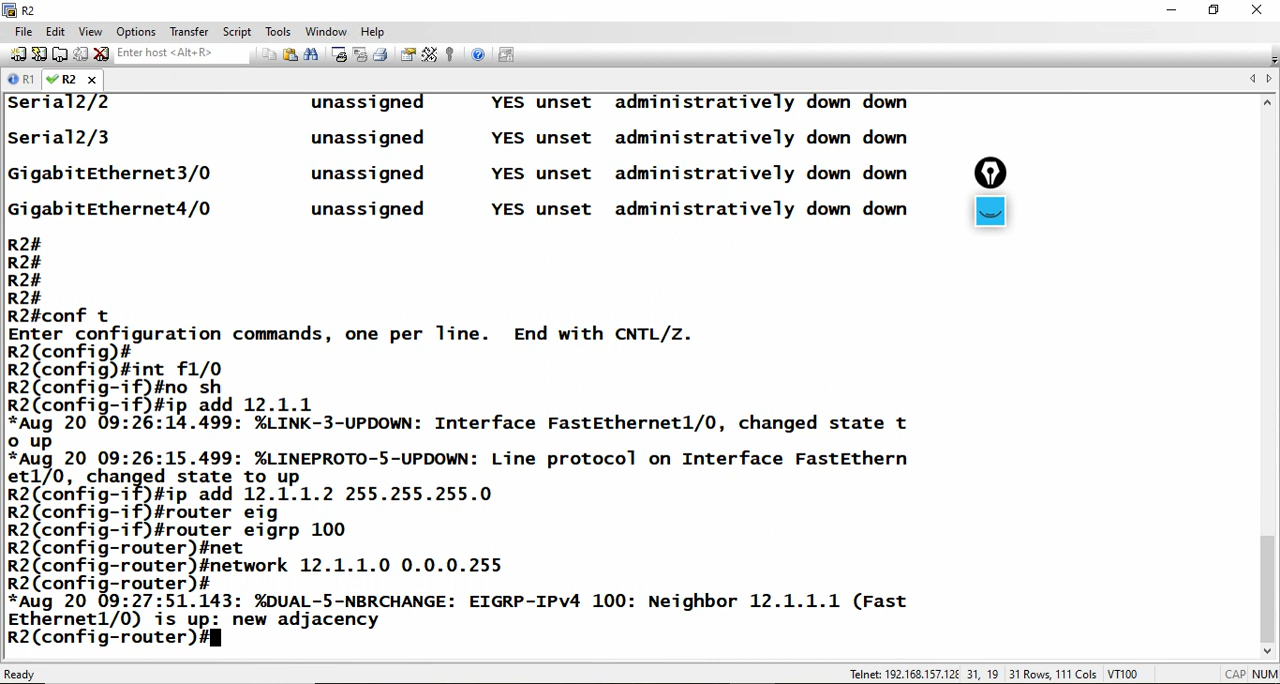 R2
File Edit View Options Transfer Script Tools Window Help
Enter host <Alt+R>
R1 R2
Serial2/2 unassigned YES unset administratively down down
Serial2/3 unassigned YES unset administratively down down
GigabitEthernet3/0 unassigned YES unset administratively down down
GigabitEthernet4/0 unassigned YES unset administratively down down
R2#
R2#
R2#
R2#
R2#conf t
Enter configuration commands, one per line. End with CNTL/Z.
R2(config)#
R2(config)#int f1/0
R2(config-if)#no sh
R2(config-if)#ip add 12.1.1
*Aug 20 09:26:14.499: %LINK-3-UPDOWN: Interface FastEthernet1/0, changed state t
o up
*Aug 20 09:26:15.499: %LINEPROTO-5-UPDOWN: Line protocol on Interface FastEthern
et1/0, changed state to up
R2(config-if)#ip add 12.1.1.2 255.255.255.0
R2(config-if)#router eig
R2(config-if)#router eigrp 100
R2(config-router)#net
R2(config-router)#network 12.1.1.0 0.0.0.255
R2(config-router)#
*Aug 20 09:27:51.143: %DUAL-5-NBRCHANGE: EIGRP-IPv4 100: Neighbor 12.1.1.1 (Fast
Ethernet1/0) is up: new adjacency
R2(config-router)#
Ready Telnet: 192.168.157.128 31, 19 31 Rows, 111 Cols VT100 CAP NUM